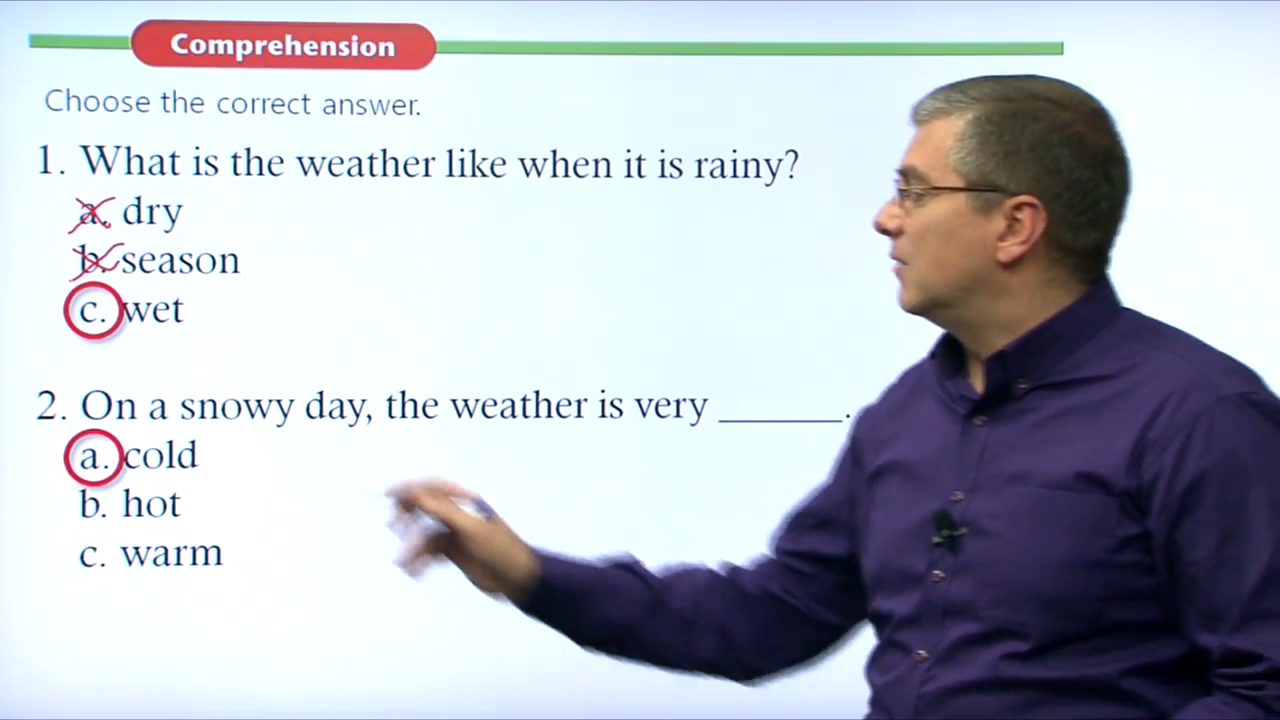 Comprehension
Choose the correct answer.
1. What is the weather like when it is rainy?
a. dry
b. season
c. wet
2. On a snowy day, the weather is very ______.
a. cold
b. hot
c. warm